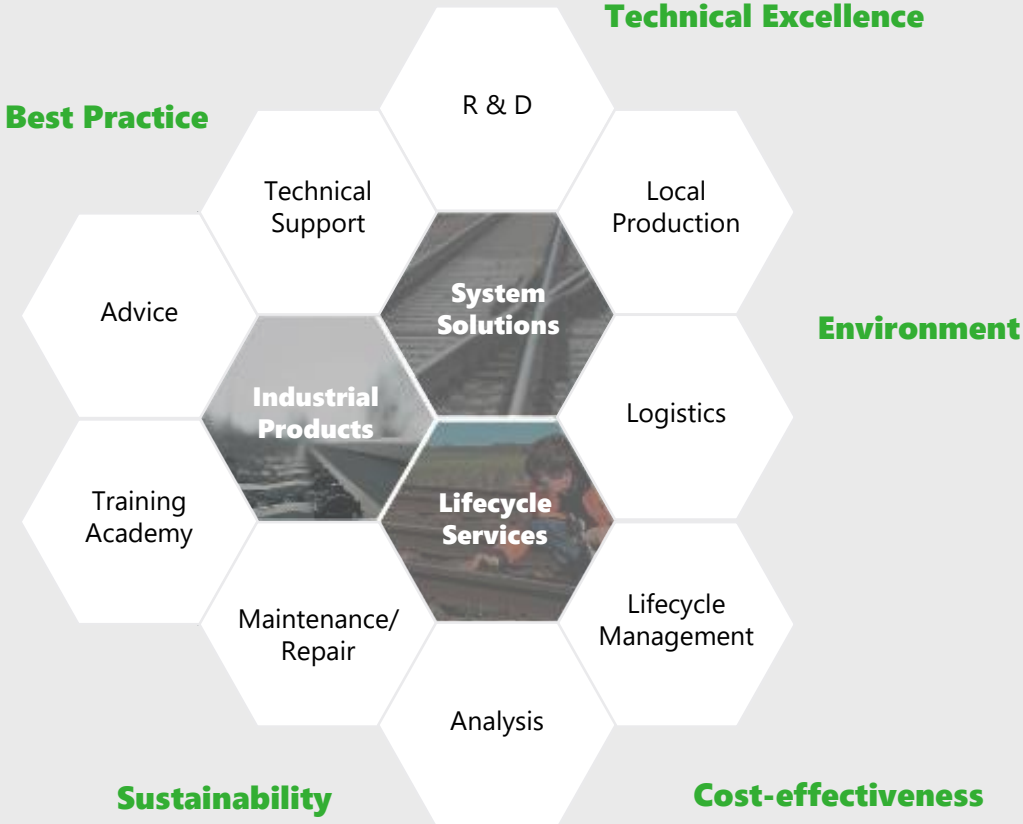 Technical Excellence
Best Practice
R & D
Technical
Support
Local
Production
Advice
System
Solutions
Environment
Industrial
Products
Logistics
Training
Academy
Lifecycle
Services
Maintenance/
Repair
Lifecycle
Management
Analysis
Sustainability
Cost-effectiveness